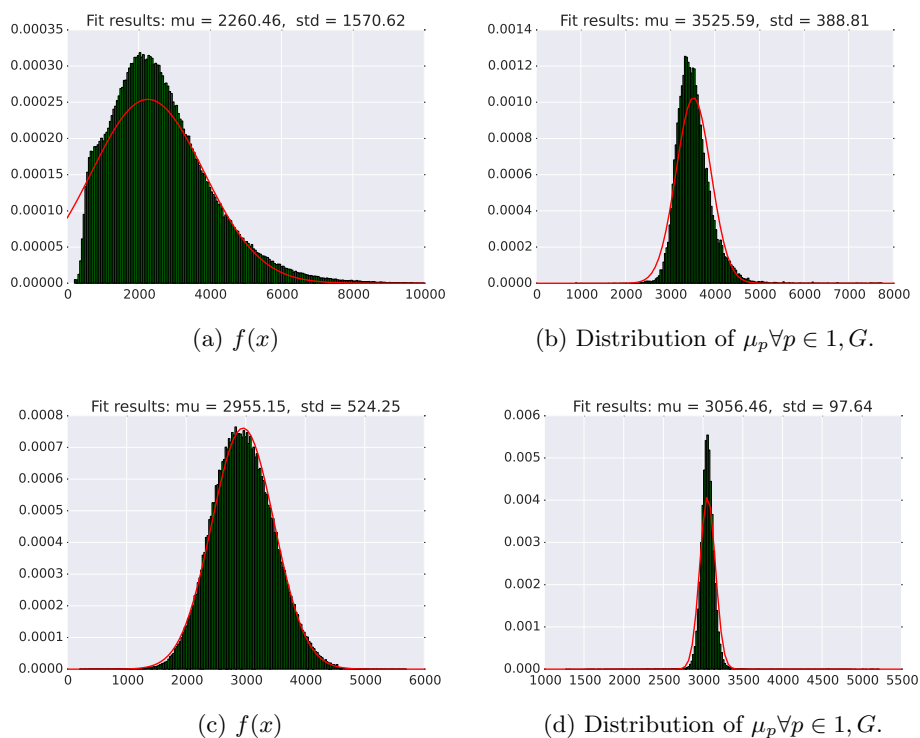 Fit results: mu = 2260.46, std = 1570.62
0.00035
0.00030
0.00025
0.00020
0.00015
0.00010
0.00005
0.00000
0 2000 4000 6000 8000 10000
(a) f(x)
Fit results: mu = 3525.59, std = 388.81
0.0014
0.0012
0.0010
0.0008
0.0006
0.0004
0.0002
0.0000
0 1000 2000 3000 4000 5000 6000 7000 8000
(b) Distribution of μ_p∀p ∈ 1, G.
Fit results: mu = 2955.15, std = 524.25
0.0008
0.0007
0.0006
0.0005
0.0004
0.0003
0.0002
0.0001
0.0000
0 1000 2000 3000 4000 5000 6000
(c) f(x)
Fit results: mu = 3056.46, std = 97.64
0.006
0.005
0.004
0.003
0.002
0.001
0.000
1000 1500 2000 2500 3000 3500 4000 4500 5000 5500
(d) Distribution of μ_p∀p ∈ 1, G.